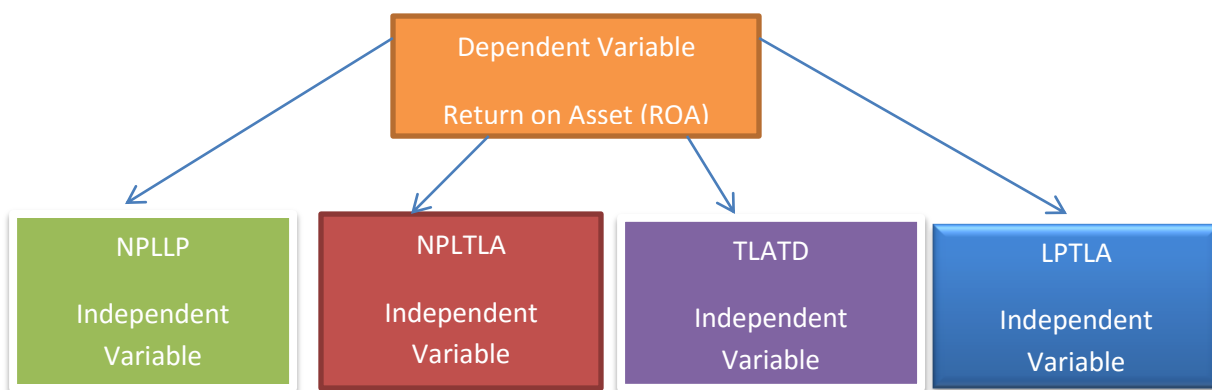 Dependent Variable
Return on Asset (ROA)
NPLLP
Independent
Variable
NPLTLA
Independent
Variable
TLATD
Independent
Variable
LPTLA
Independent
Variable